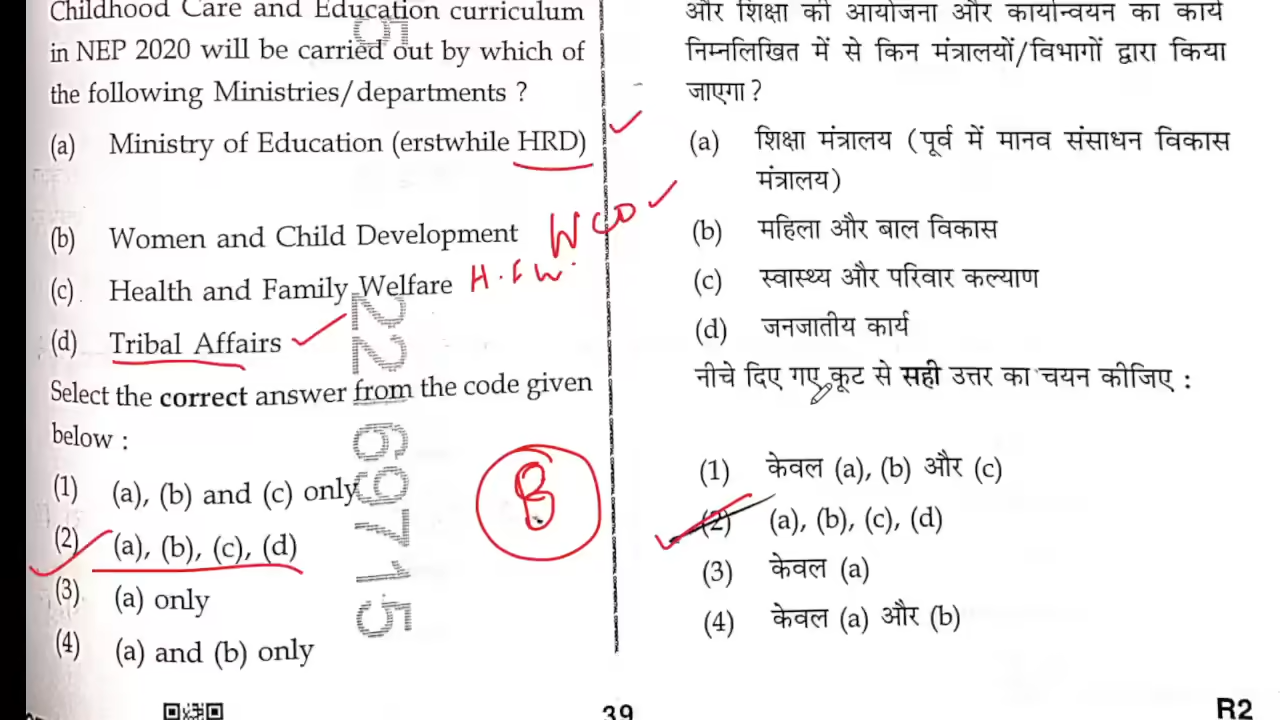 Childhood Care and Education curriculum
in NEP 2020 will be carried out by which of
the following Ministries/departments ?
(a) Ministry of Education (erstwhile HRD)
(b) Women and Child Development WCD
(c) Health and Family Welfare H.F.W.
(d) Tribal Affairs
Select the correct answer from the code given
below :
(1) (a), (b) and (c) only
(2) (a), (b), (c), (d)
(3) (a) only
(4) (a) and (b) only
B
22169715
और शिक्षा की आयोजना और कार्यान्वयन का कार्य
निम्नलिखित में से किन मंत्रालयों/विभागों द्वारा किया
जाएगा ?
(a) शिक्षा मंत्रालय (पूर्व में मानव संसाधन विकास
मंत्रालय)
(b) महिला और बाल विकास
(c) स्वास्थ्य और परिवार कल्याण
(d) जनजातीय कार्य
नीचे दिए गए कूट से सही उत्तर का चयन कीजिए :
(1) केवल (a), (b) और (c)
(2) (a), (b), (c), (d)
(3) केवल (a)
(4) केवल (a) और (b)
39
R2